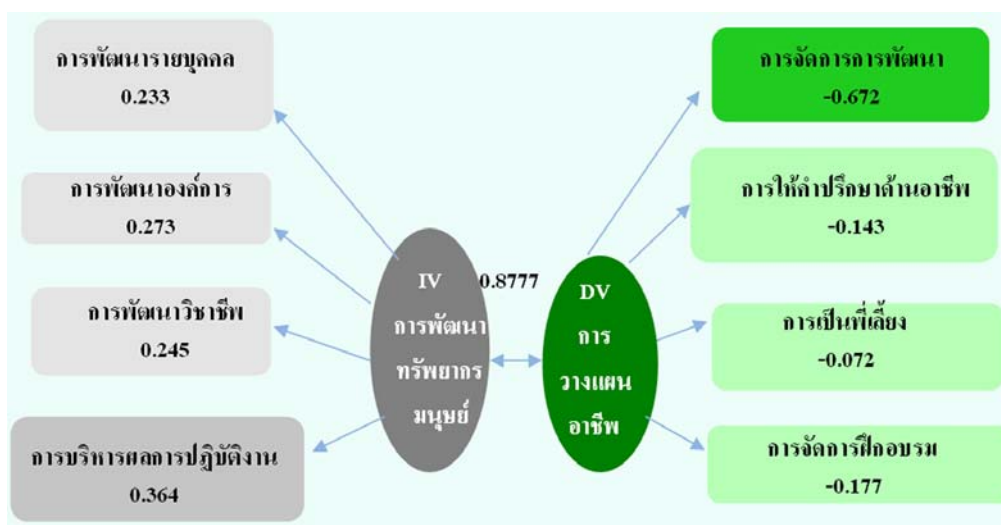 การพัฒนารายบุคคล
0.233
การพัฒนาองค์การ
0.273
การพัฒนาวิชาชีพ
0.245
การบริหารผลการปฏิบัติงาน
0.364
IV
การพัฒนา
ทรัพยากร
มนุษย์
0.8777
DV
การ
วางแผน
อาชีพ
การจัดการการพัฒนา
-0.672
การให้คำปรึกษาด้านอาชีพ
-0.143
การเป็นพี่เลี้ยง
-0.072
การจัดการฝึกอบรม
-0.177